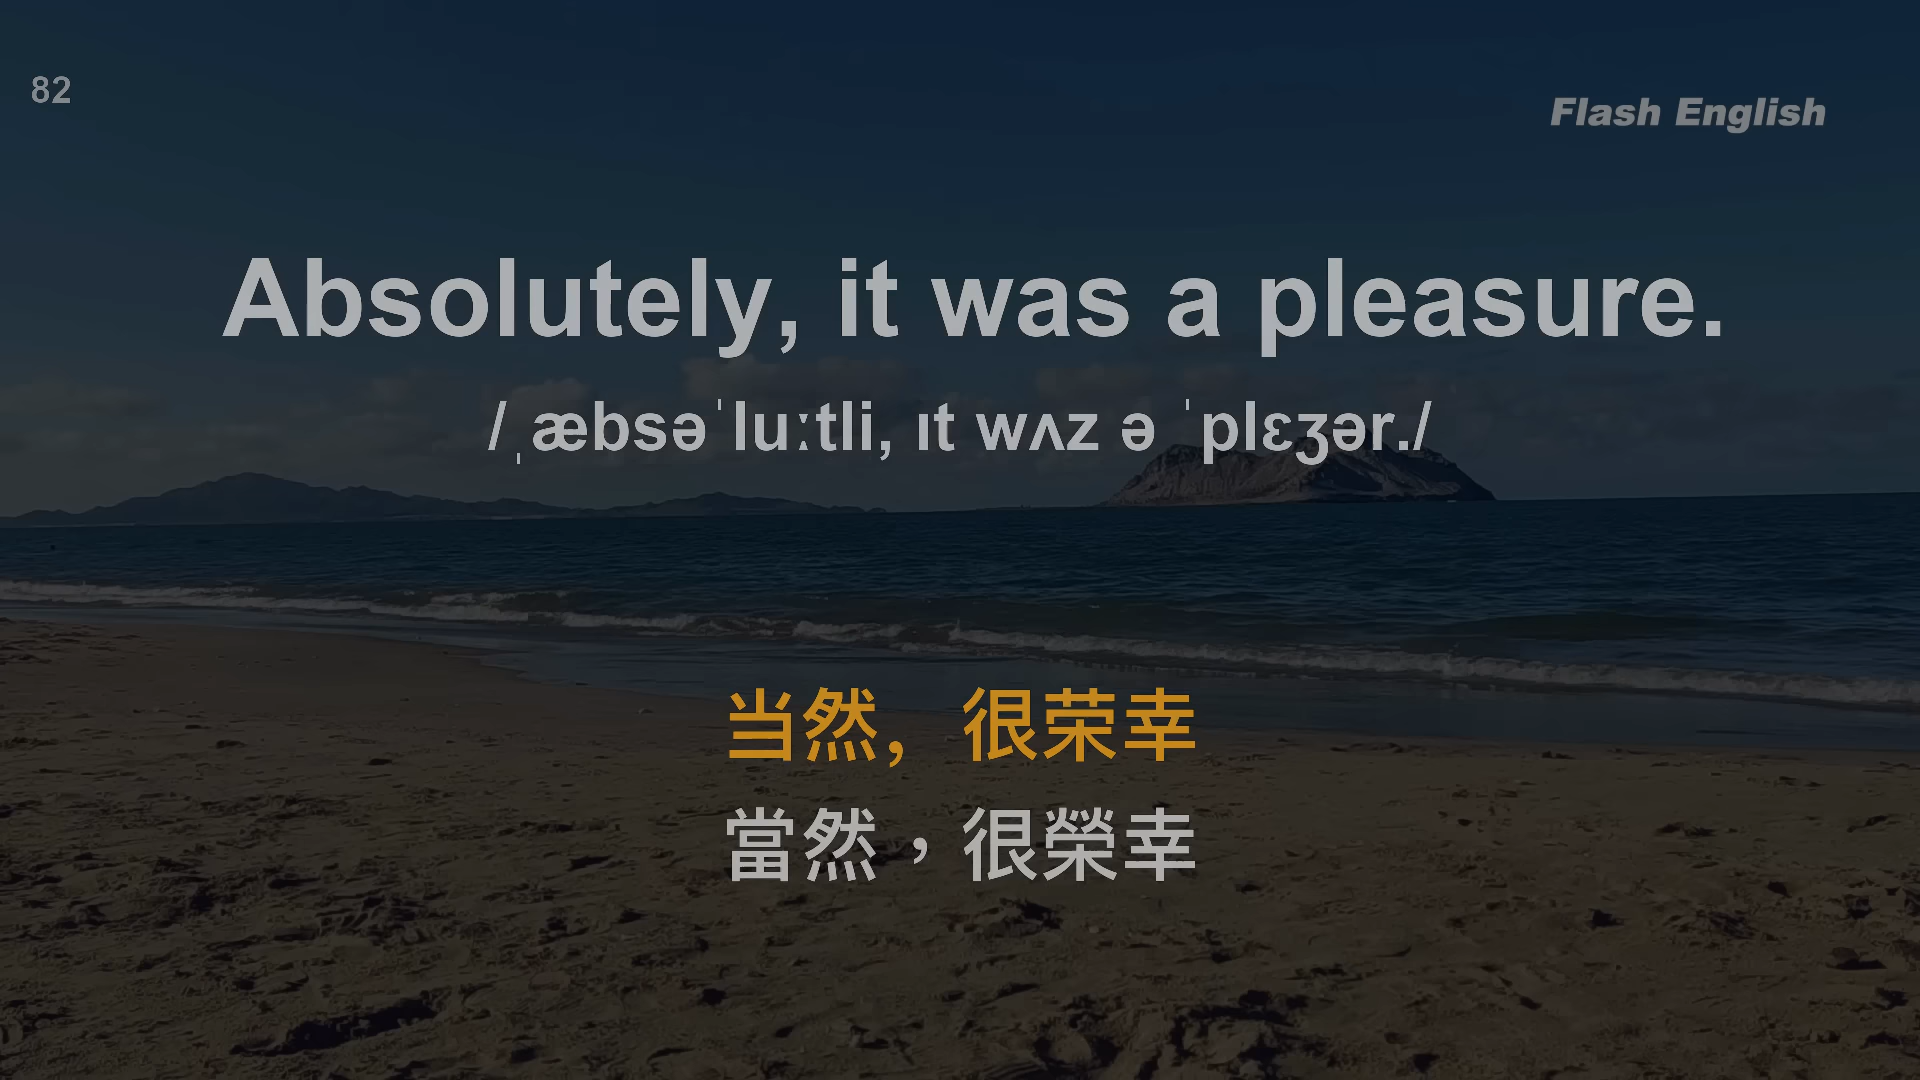 82
Flash English
Absolutely, it was a pleasure.
/ˌæbsəˈluːtli, ɪt wʌz ə ˈplɛʒər./
当然，很荣幸
當然，很榮幸